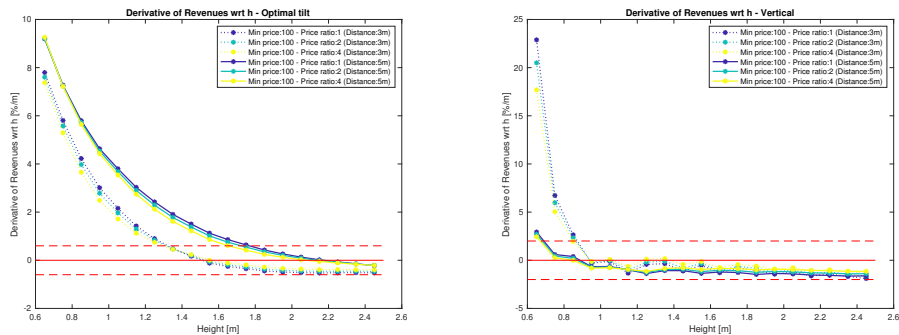 Derivative of Revenues wrt h - Optimal tilt
Derivative of Revenues wrt h [%/m]
10
8
6
4
2
0
-2
Min price:100 - Price ratio:1 (Distance:3m)
Min price:100 - Price ratio:2 (Distance:3m)
Min price:100 - Price ratio:4 (Distance:3m)
Min price:100 - Price ratio:1 (Distance:5m)
Min price:100 - Price ratio:2 (Distance:5m)
Min price:100 - Price ratio:4 (Distance:5m)
0.6 0.8 1 1.2 1.4 1.6 1.8 2 2.2 2.4 2.6
Height [m]
Derivative of Revenues wrt h - Vertical
Derivative of Revenues wrt h [%/m]
25
20
15
10
5
0
-5
Min price:100 - Price ratio:1 (Distance:3m)
Min price:100 - Price ratio:2 (Distance:3m)
Min price:100 - Price ratio:4 (Distance:3m)
Min price:100 - Price ratio:1 (Distance:5m)
Min price:100 - Price ratio:2 (Distance:5m)
Min price:100 - Price ratio:4 (Distance:5m)
0.6 0.8 1 1.2 1.4 1.6 1.8 2 2.2 2.4 2.6
Height [m]